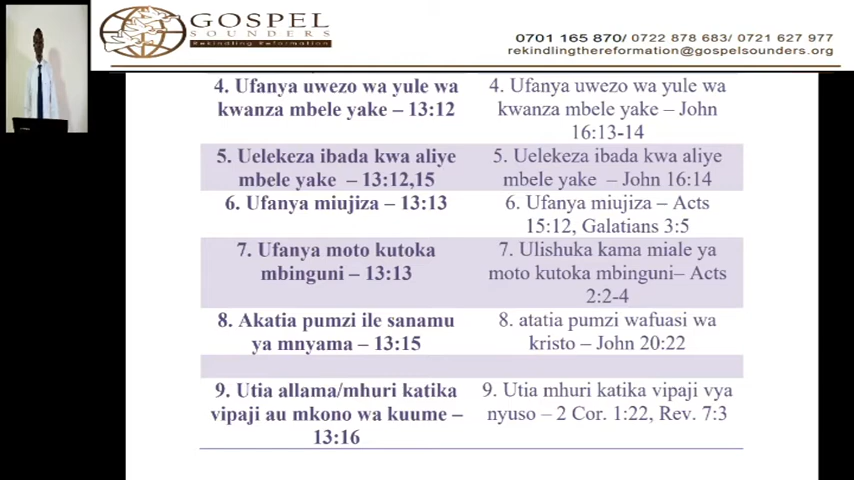 GOSPEL
SOUNDERS
Rekindling Reformation
0701 165 870/ 0722 878 683/ 0721 627 977
rekindlingthereformation@gospelsounders.org
4. Ufanya uwezo wa yule wa
kwanza mbele yake – 13:12
4. Ufanya uwezo wa yule wa
kwanza mbele yake – John
16:13-14
5. Uelekeza ibada kwa aliye
mbele yake – 13:12,15
5. Uelekeza ibada kwa aliye
mbele yake – John 16:14
6. Ufanya miujiza – 13:13
6. Ufanya miujiza – Acts
15:12, Galatians 3:5
7. Ufanya moto kutoka
mbinguni – 13:13
7. Ulishuka kama miale ya
moto kutoka mbinguni– Acts
2:2-4
8. Akatia pumzi ile sanamu
ya mnyama – 13:15
8. atatia pumzi wafuasi wa
kristo – John 20:22
9. Utia allama/mhuri katika
vipaji au mkono wa kuume –
13:16
9. Utia mhuri katika vipaji vya
nyuso – 2 Cor. 1:22, Rev. 7:3